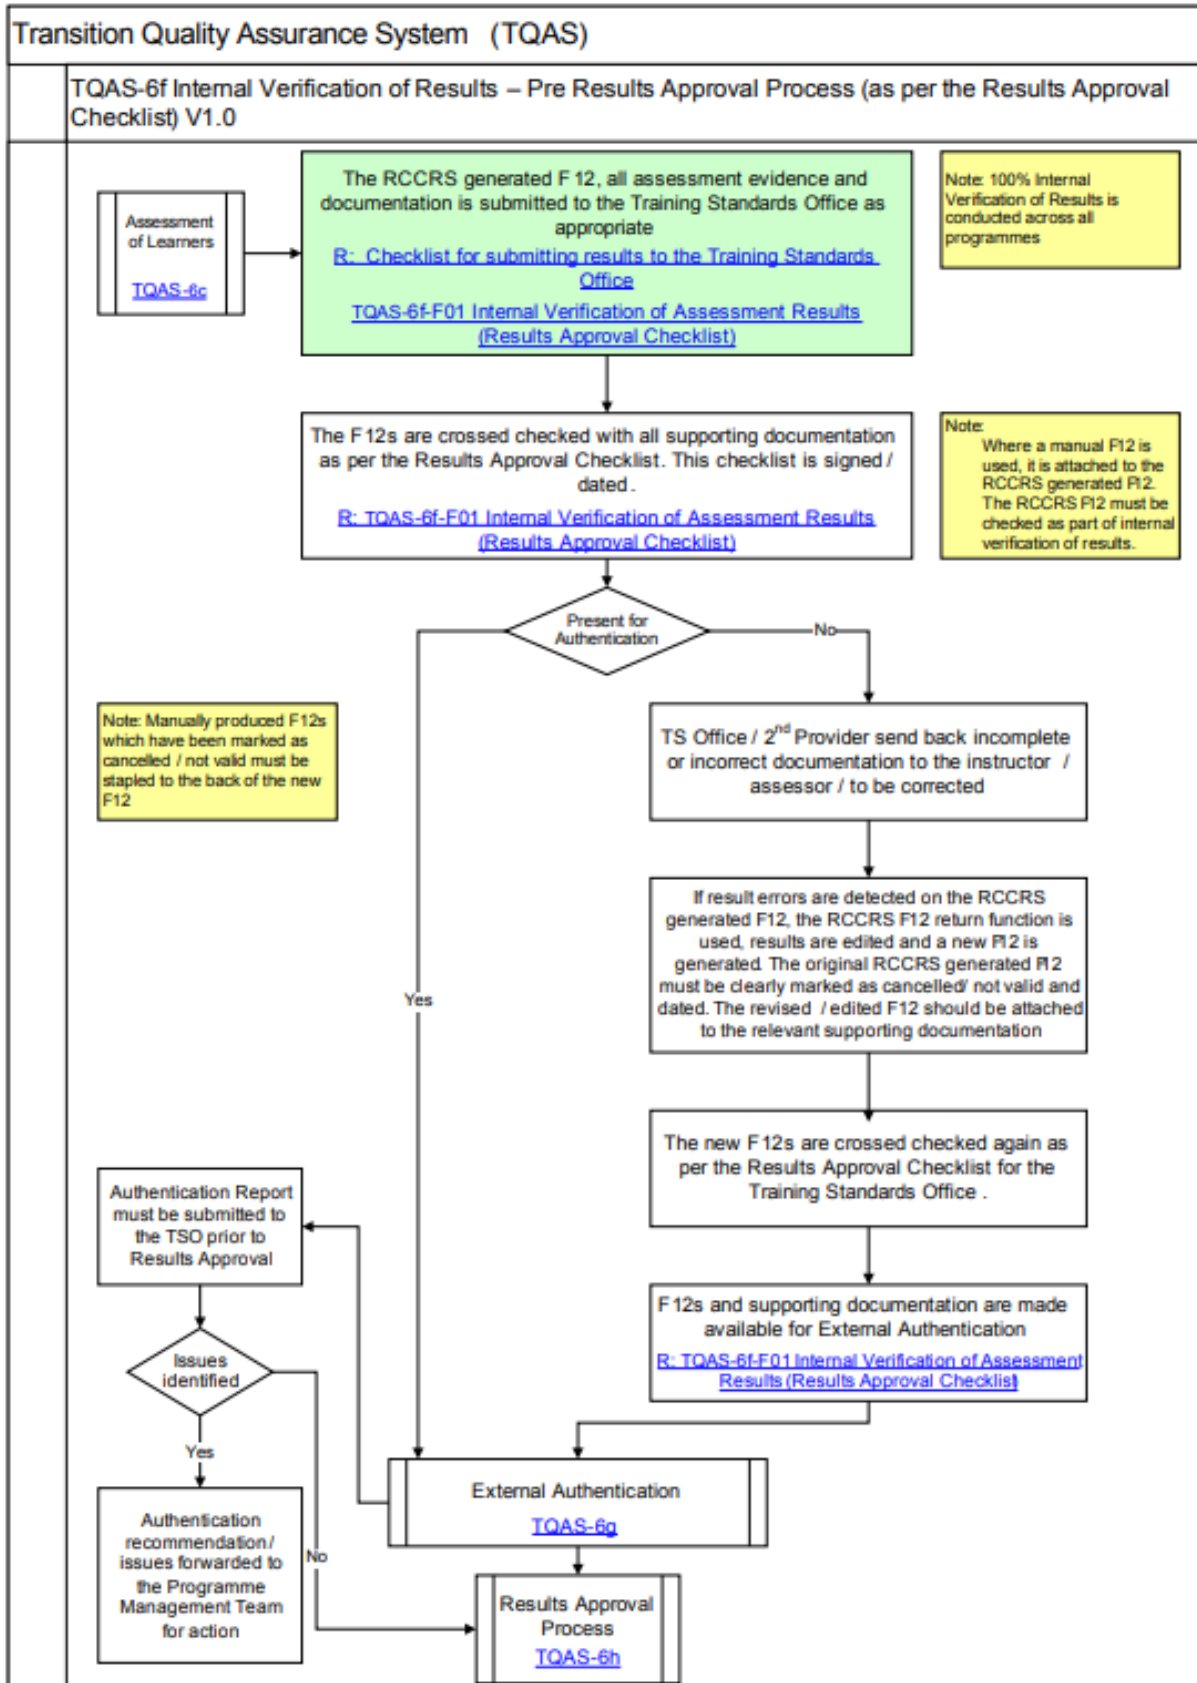 Transition Quality Assurance System (TQAS)
TQAS-6f Internal Verification of Results – Pre Results Approval Process (as per the Results Approval
Checklist) V1.0
Assessment
of Learners
TQAS-6c
The RCCRS generated F12, all assessment evidence and
documentation is submitted to the Training Standards Office as
appropriate
R: Checklist for submitting results to the Training Standards
Office
TQAS-6f-F01 Internal Verification of Assessment Results
(Results Approval Checklist)
Note: 100% Internal
Verification of Results is
conducted across all
programmes
The F12s are crossed checked with all supporting documentation
as per the Results Approval Checklist. This checklist is signed /
dated .
R: TQAS-6f-F01 Internal Verification of Assessment Results
(Results Approval Checklist)
Note:
Where a manual F12 is
used, it is attached to the
RCCRS generated F12.
The RCCRS F12 must be
checked as part of internal
verification of results.
Present for
Authentication
No
Yes
Note: Manually produced F12s
which have been marked as
cancelled / not valid must be
stapled to the back of the new
F12
TS Office / 2nd Provider send back incomplete
or incorrect documentation to the instructor /
assessor / to be corrected
If result errors are detected on the RCCRS
generated F12, the RCCRS F12 return function is
used, results are edited and a new F12 is
generated. The original RCCRS generated F12
must be clearly marked as cancelled/ not valid and
dated. The revised / edited F12 should be attached
to the relevant supporting documentation
The new F12s are crossed checked again as
per the Results Approval Checklist for the
Training Standards Office .
F12s and supporting documentation are made
available for External Authentication
R: TQAS-6f-F01 Internal Verification of Assessment
Results (Results Approval Checklist)
Authentication Report
must be submitted to
the TSO prior to
Results Approval
Issues
identified
Yes
No
Authentication
recommendation /
issues forwarded to
the Programme
Management Team
for action
External Authentication
TQAS-6g
Results Approval
Process
TQAS-6h